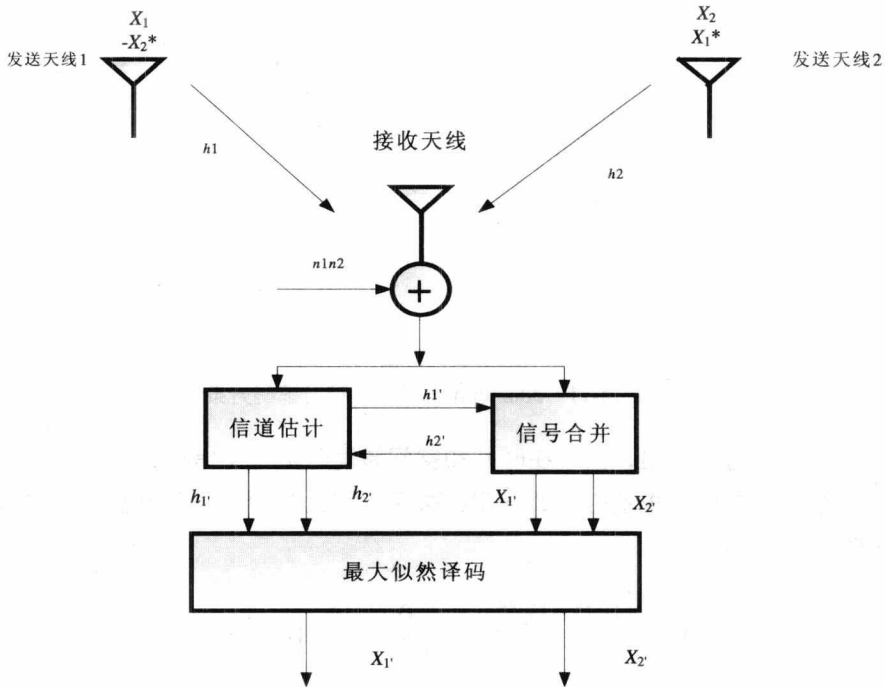 X₁
-X₂*
发送天线1
X₂
X₁*
发送天线2
接收天线
h1
h2
n1n2
+
信道估计
h1'
h2'
信号合并
h₁'
h₂'
X₁'
X₂'
最大似然译码
X₁'
X₂'